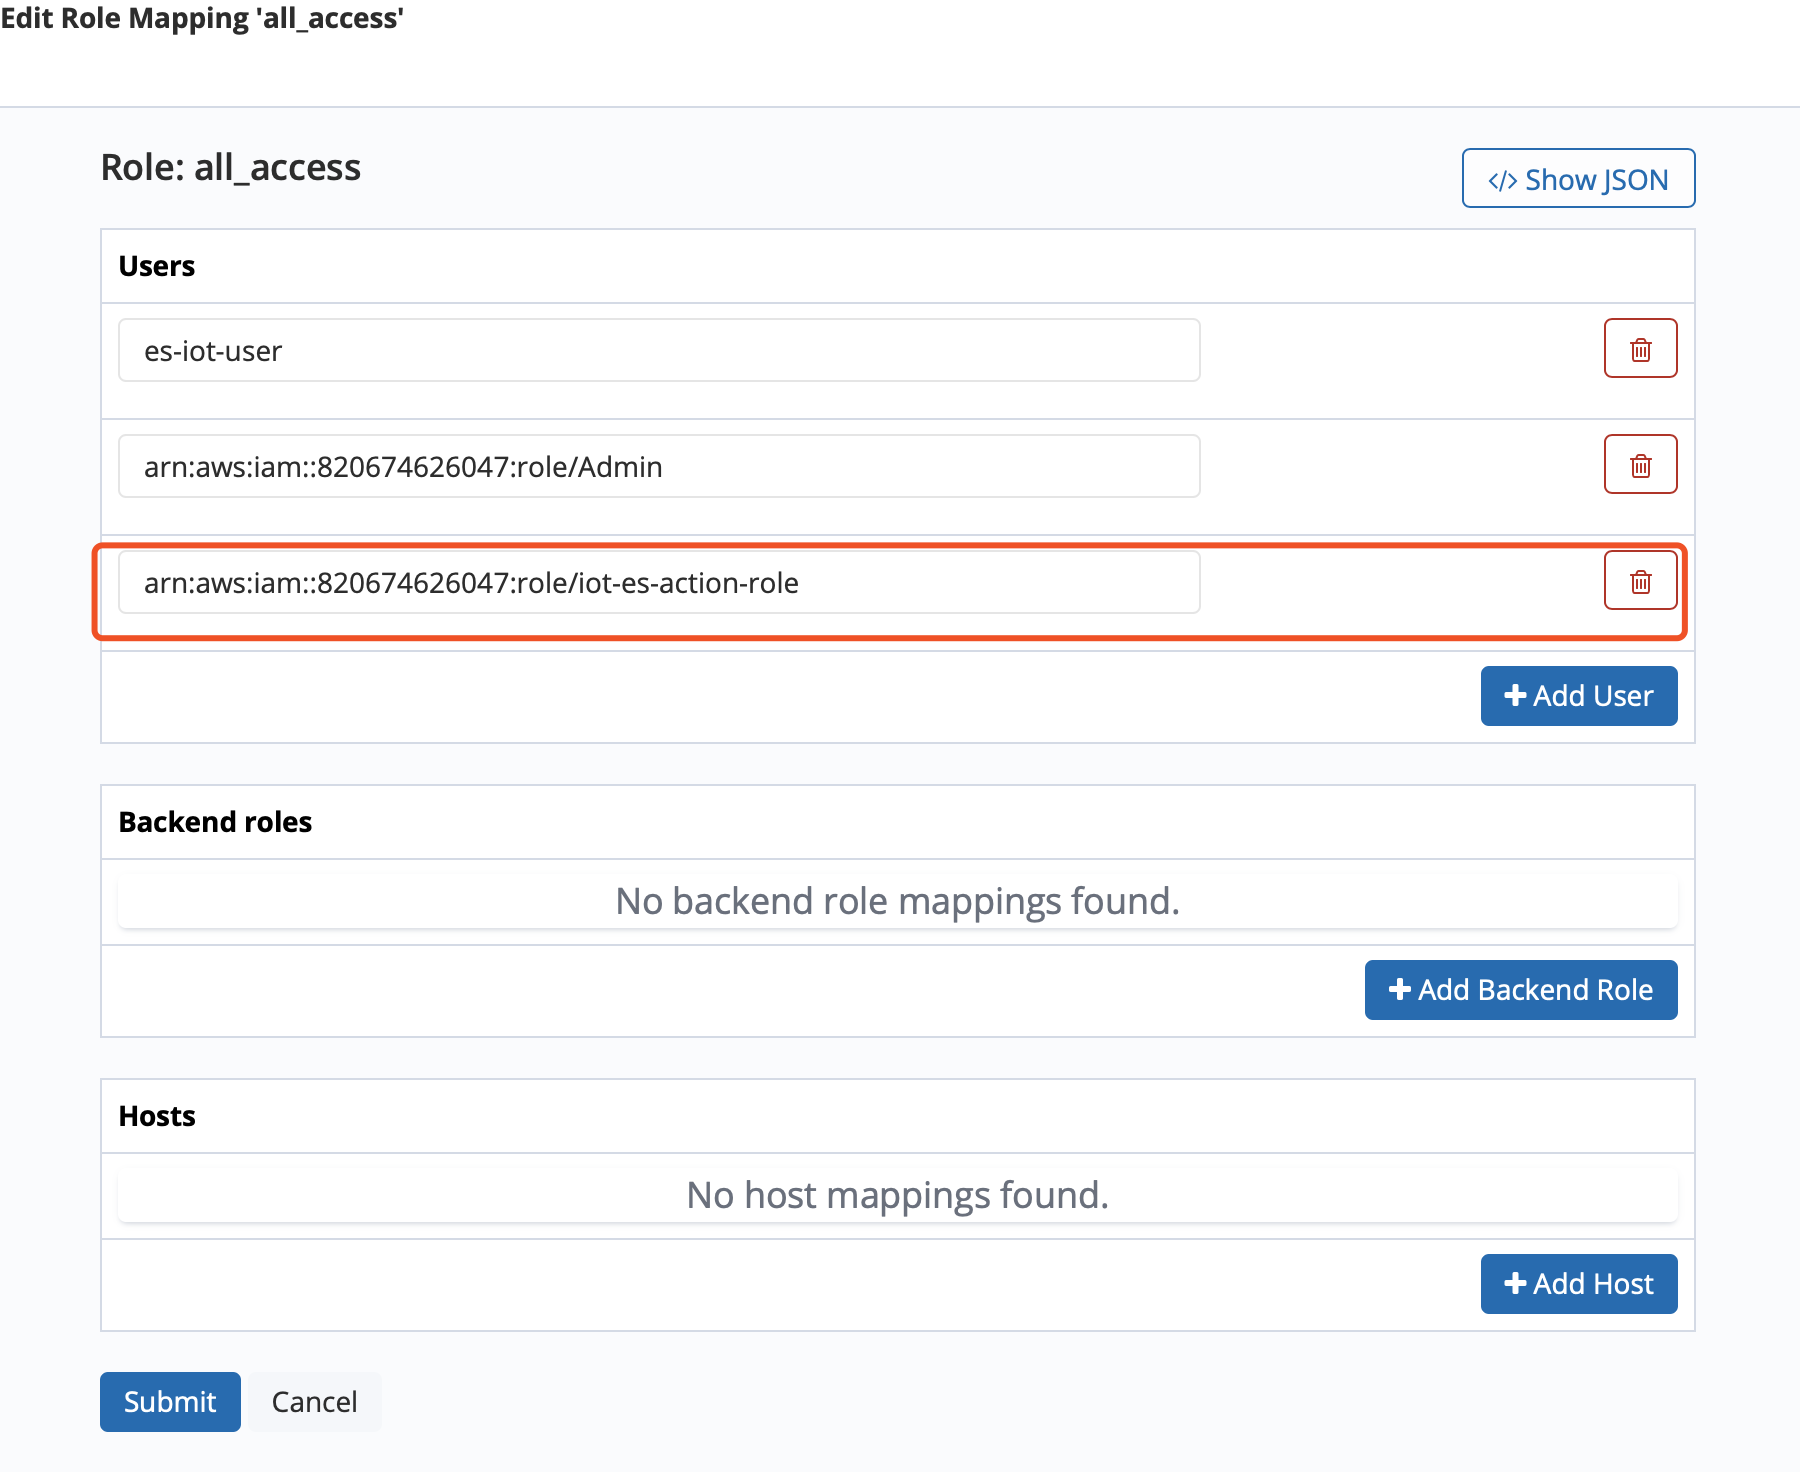 Edit Role Mapping 'all_access'
Role: all_access
</> Show JSON
Users
es-iot-user
arn:aws:iam::820674626047:role/Admin
arn:aws:iam::820674626047:role/iot-es-action-role
+ Add User
Backend roles
No backend role mappings found.
+ Add Backend Role
Hosts
No host mappings found.
+ Add Host
Submit Cancel